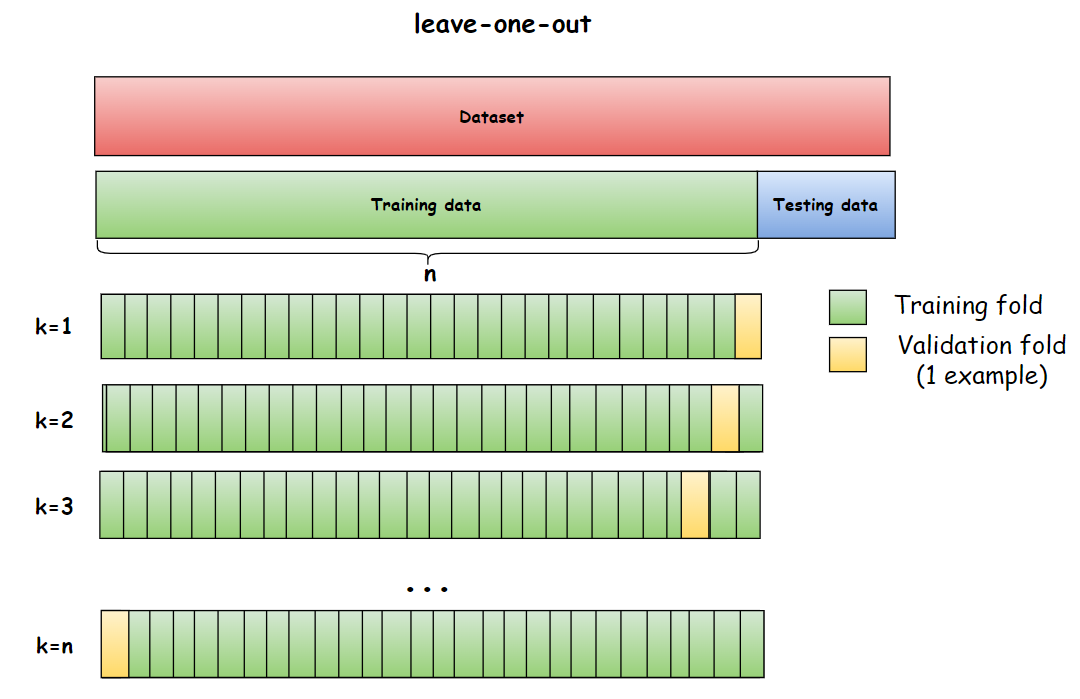 leave-one-out
Dataset
Training data
Testing data
n
k=1
Training fold
Validation fold
(1 example)
k=2
k=3
...
k=n